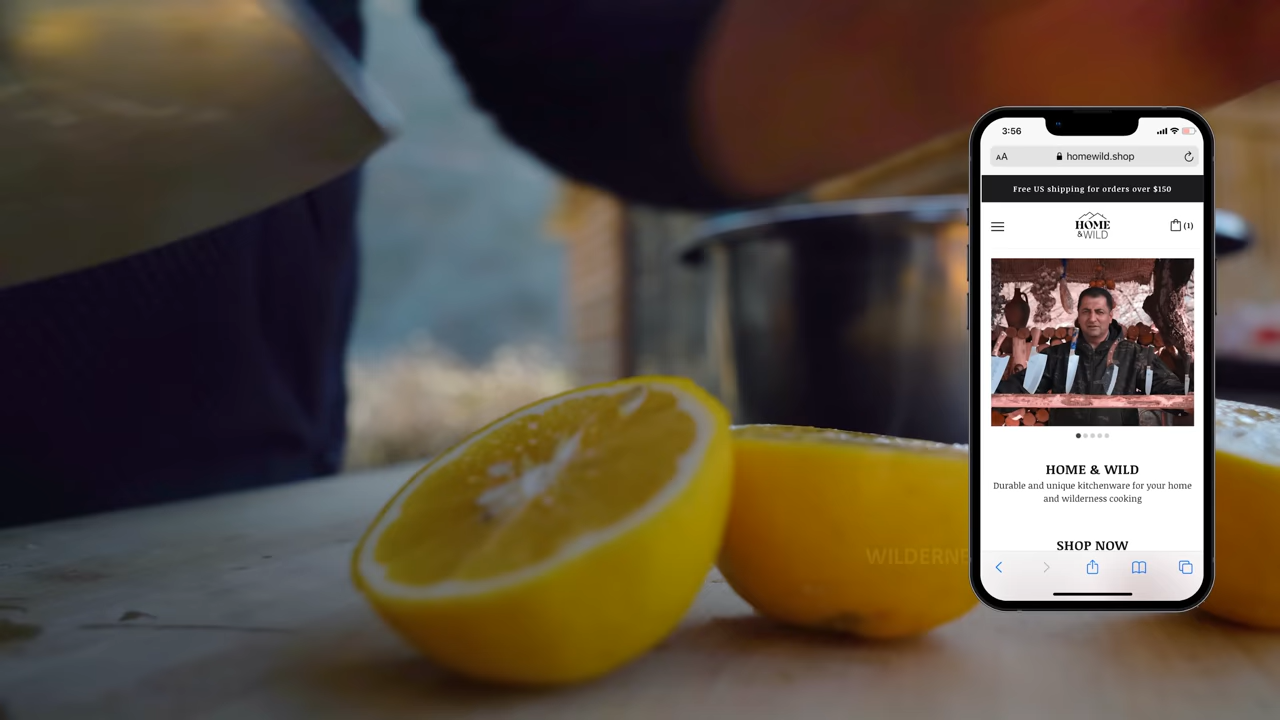 3:56
AA
homewild.shop
Free US shipping for orders over $150
HOME
&WILD
(1)
HOME & WILD
Durable and unique kitchenware for your home
and wilderness cooking
SHOP NOW